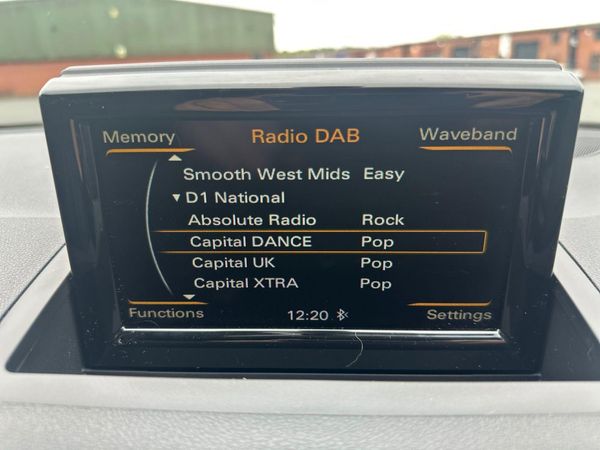 Memory Radio DAB Waveband
Smooth West Mids Easy
D1 National
Absolute Radio Rock
Capital DANCE Pop
Capital UK Pop
Capital XTRA Pop
Functions 12:20 Settings